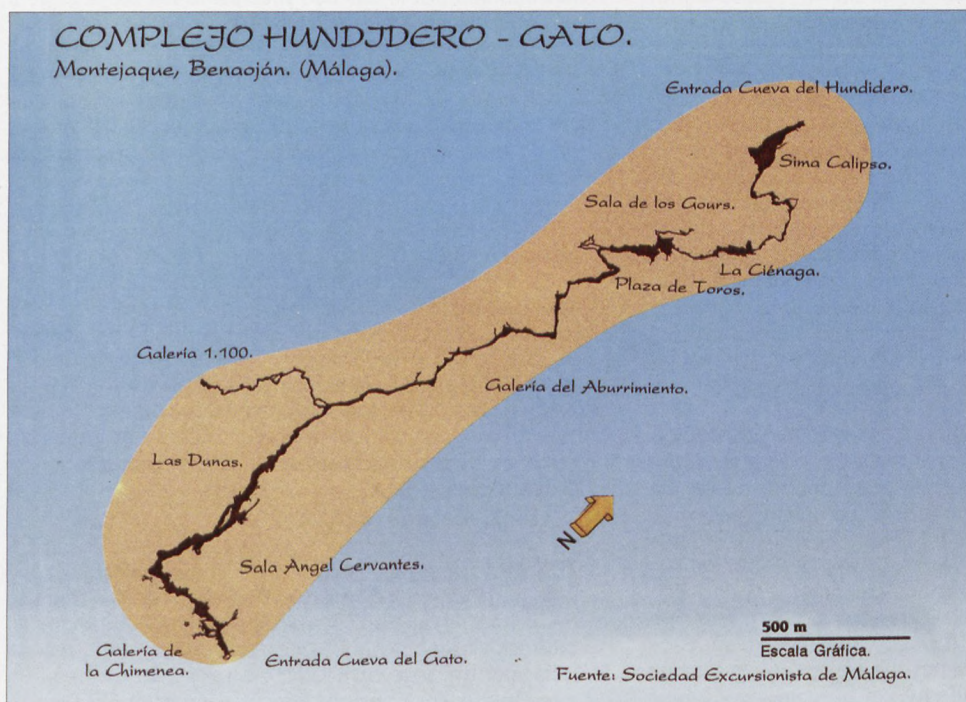 COMPLEJO HUNDIDERO - GATO.
Montejaque, Benaoján. (Málaga).
Entrada Cueva del Hundidero.
Sima Calipso.
Sala de los Gours.
La Ciénaga.
Plaza de Toros.
Galería 1.100.
Galería del Aburrimiento.
Las Dunas.
N
Sala Angel Cervantes.
Galería de
la Chimenea.
Entrada Cueva del Gato.
500 m
Escala Gráfica.
Fuente: Sociedad Excursionista de Málaga.